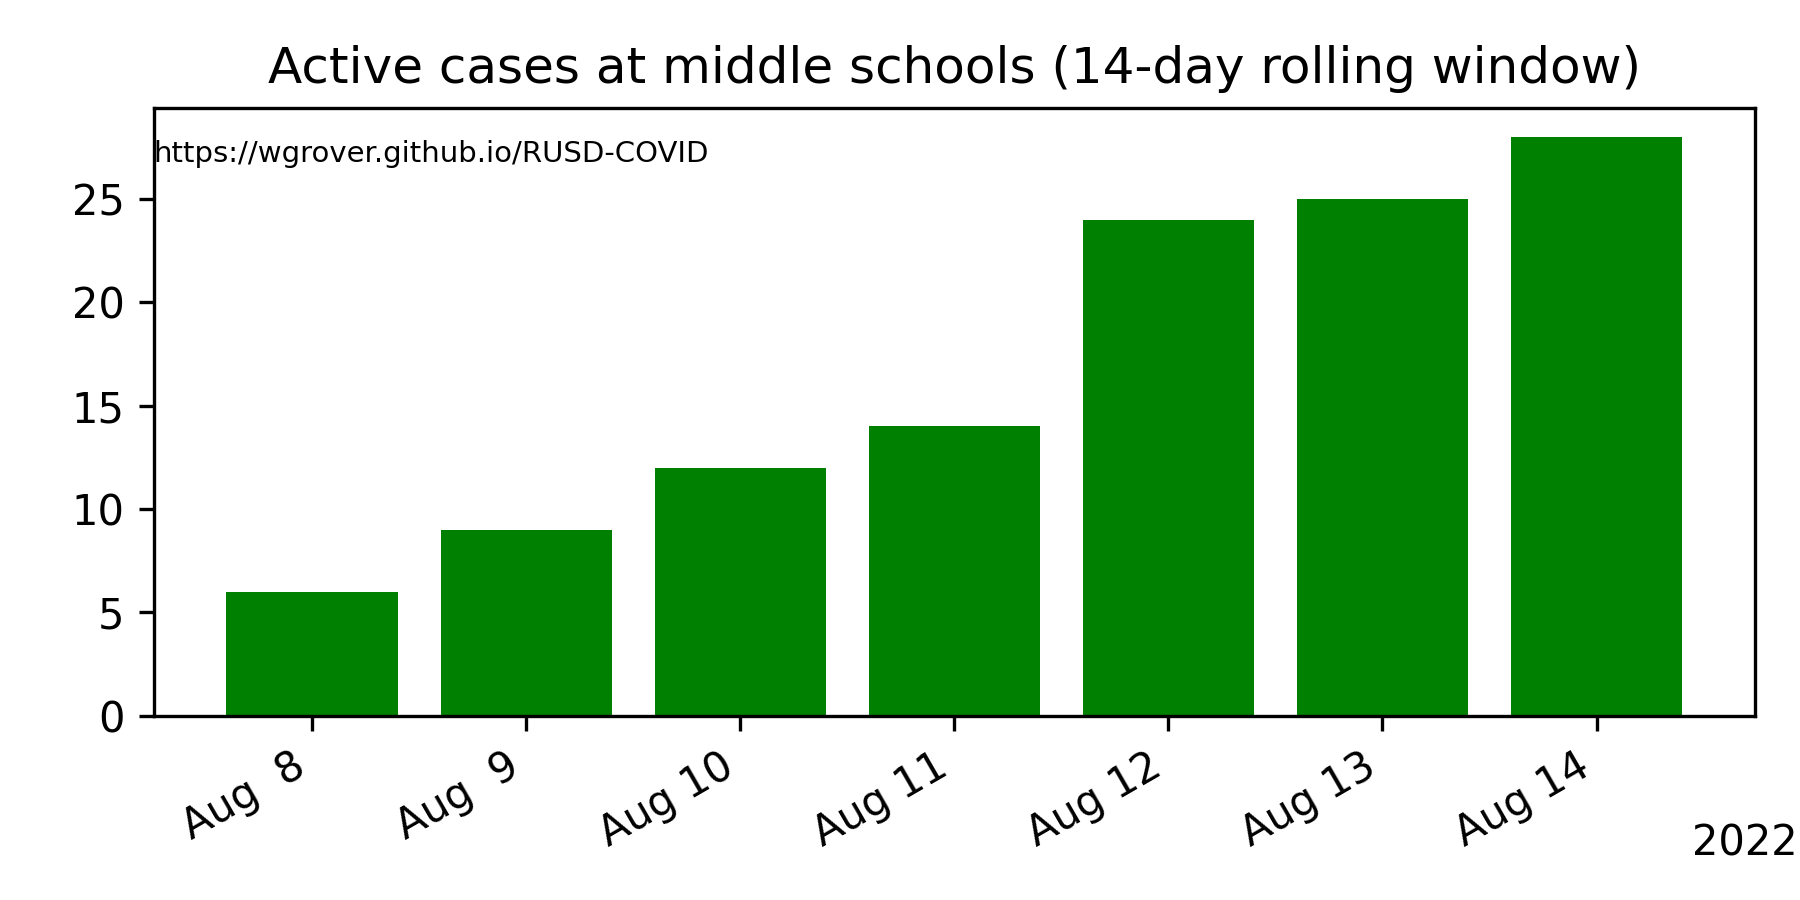 Active cases at middle schools (14-day rolling window)
https://wgrover.github.io/RUSD-COVID
25
20
15
10
5
0
Aug 8
Aug 9
Aug 10
Aug 11
Aug 12
Aug 13
Aug 14
2022